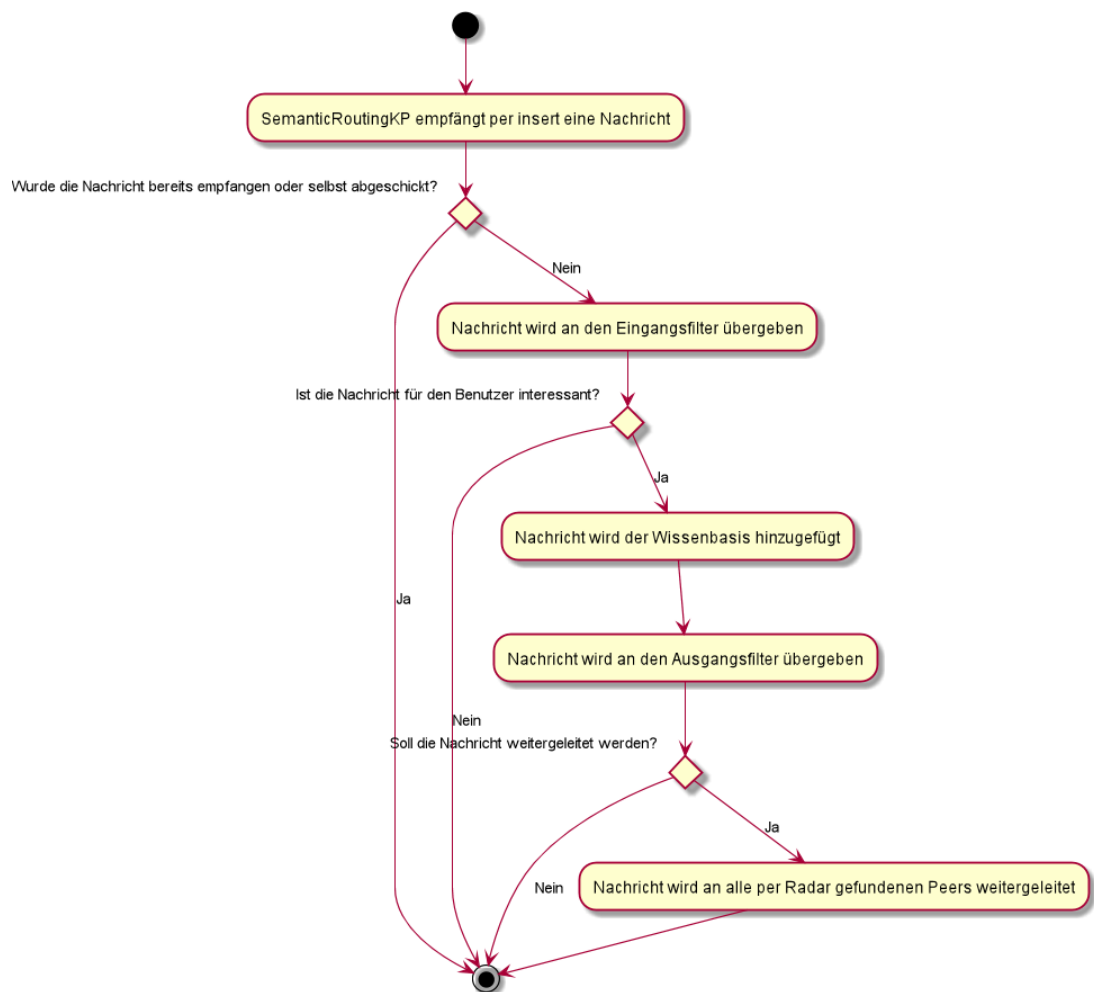 SemanticRoutingKP empfängt per insert eine Nachricht
Wurde die Nachricht bereits empfangen oder selbst abgeschickt?
Nein
Nachricht wird an den Eingangsfilter übergeben
Ist die Nachricht für den Benutzer interessant?
Ja
Nachricht wird der Wissenbasis hinzugefügt
Ja
Nachricht wird an den Ausgangsfilter übergeben
Nein
Soll die Nachricht weitergeleitet werden?
Ja
Nein
Nachricht wird an alle per Radar gefundenen Peers weitergeleitet